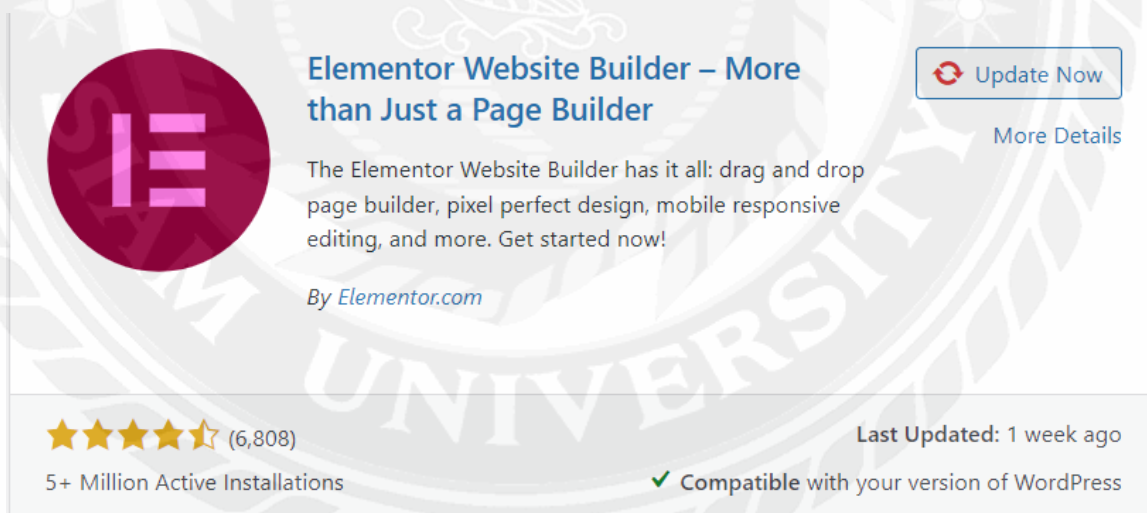 Elementor Website Builder – More
than Just a Page Builder
Update Now
More Details
The Elementor Website Builder has it all: drag and drop
page builder, pixel perfect design, mobile responsive
editing, and more. Get started now!
By Elementor.com
SIAM UNIVERSITY
(6,808)
Last Updated: 1 week ago
5+ Million Active Installations
Compatible with your version of WordPress